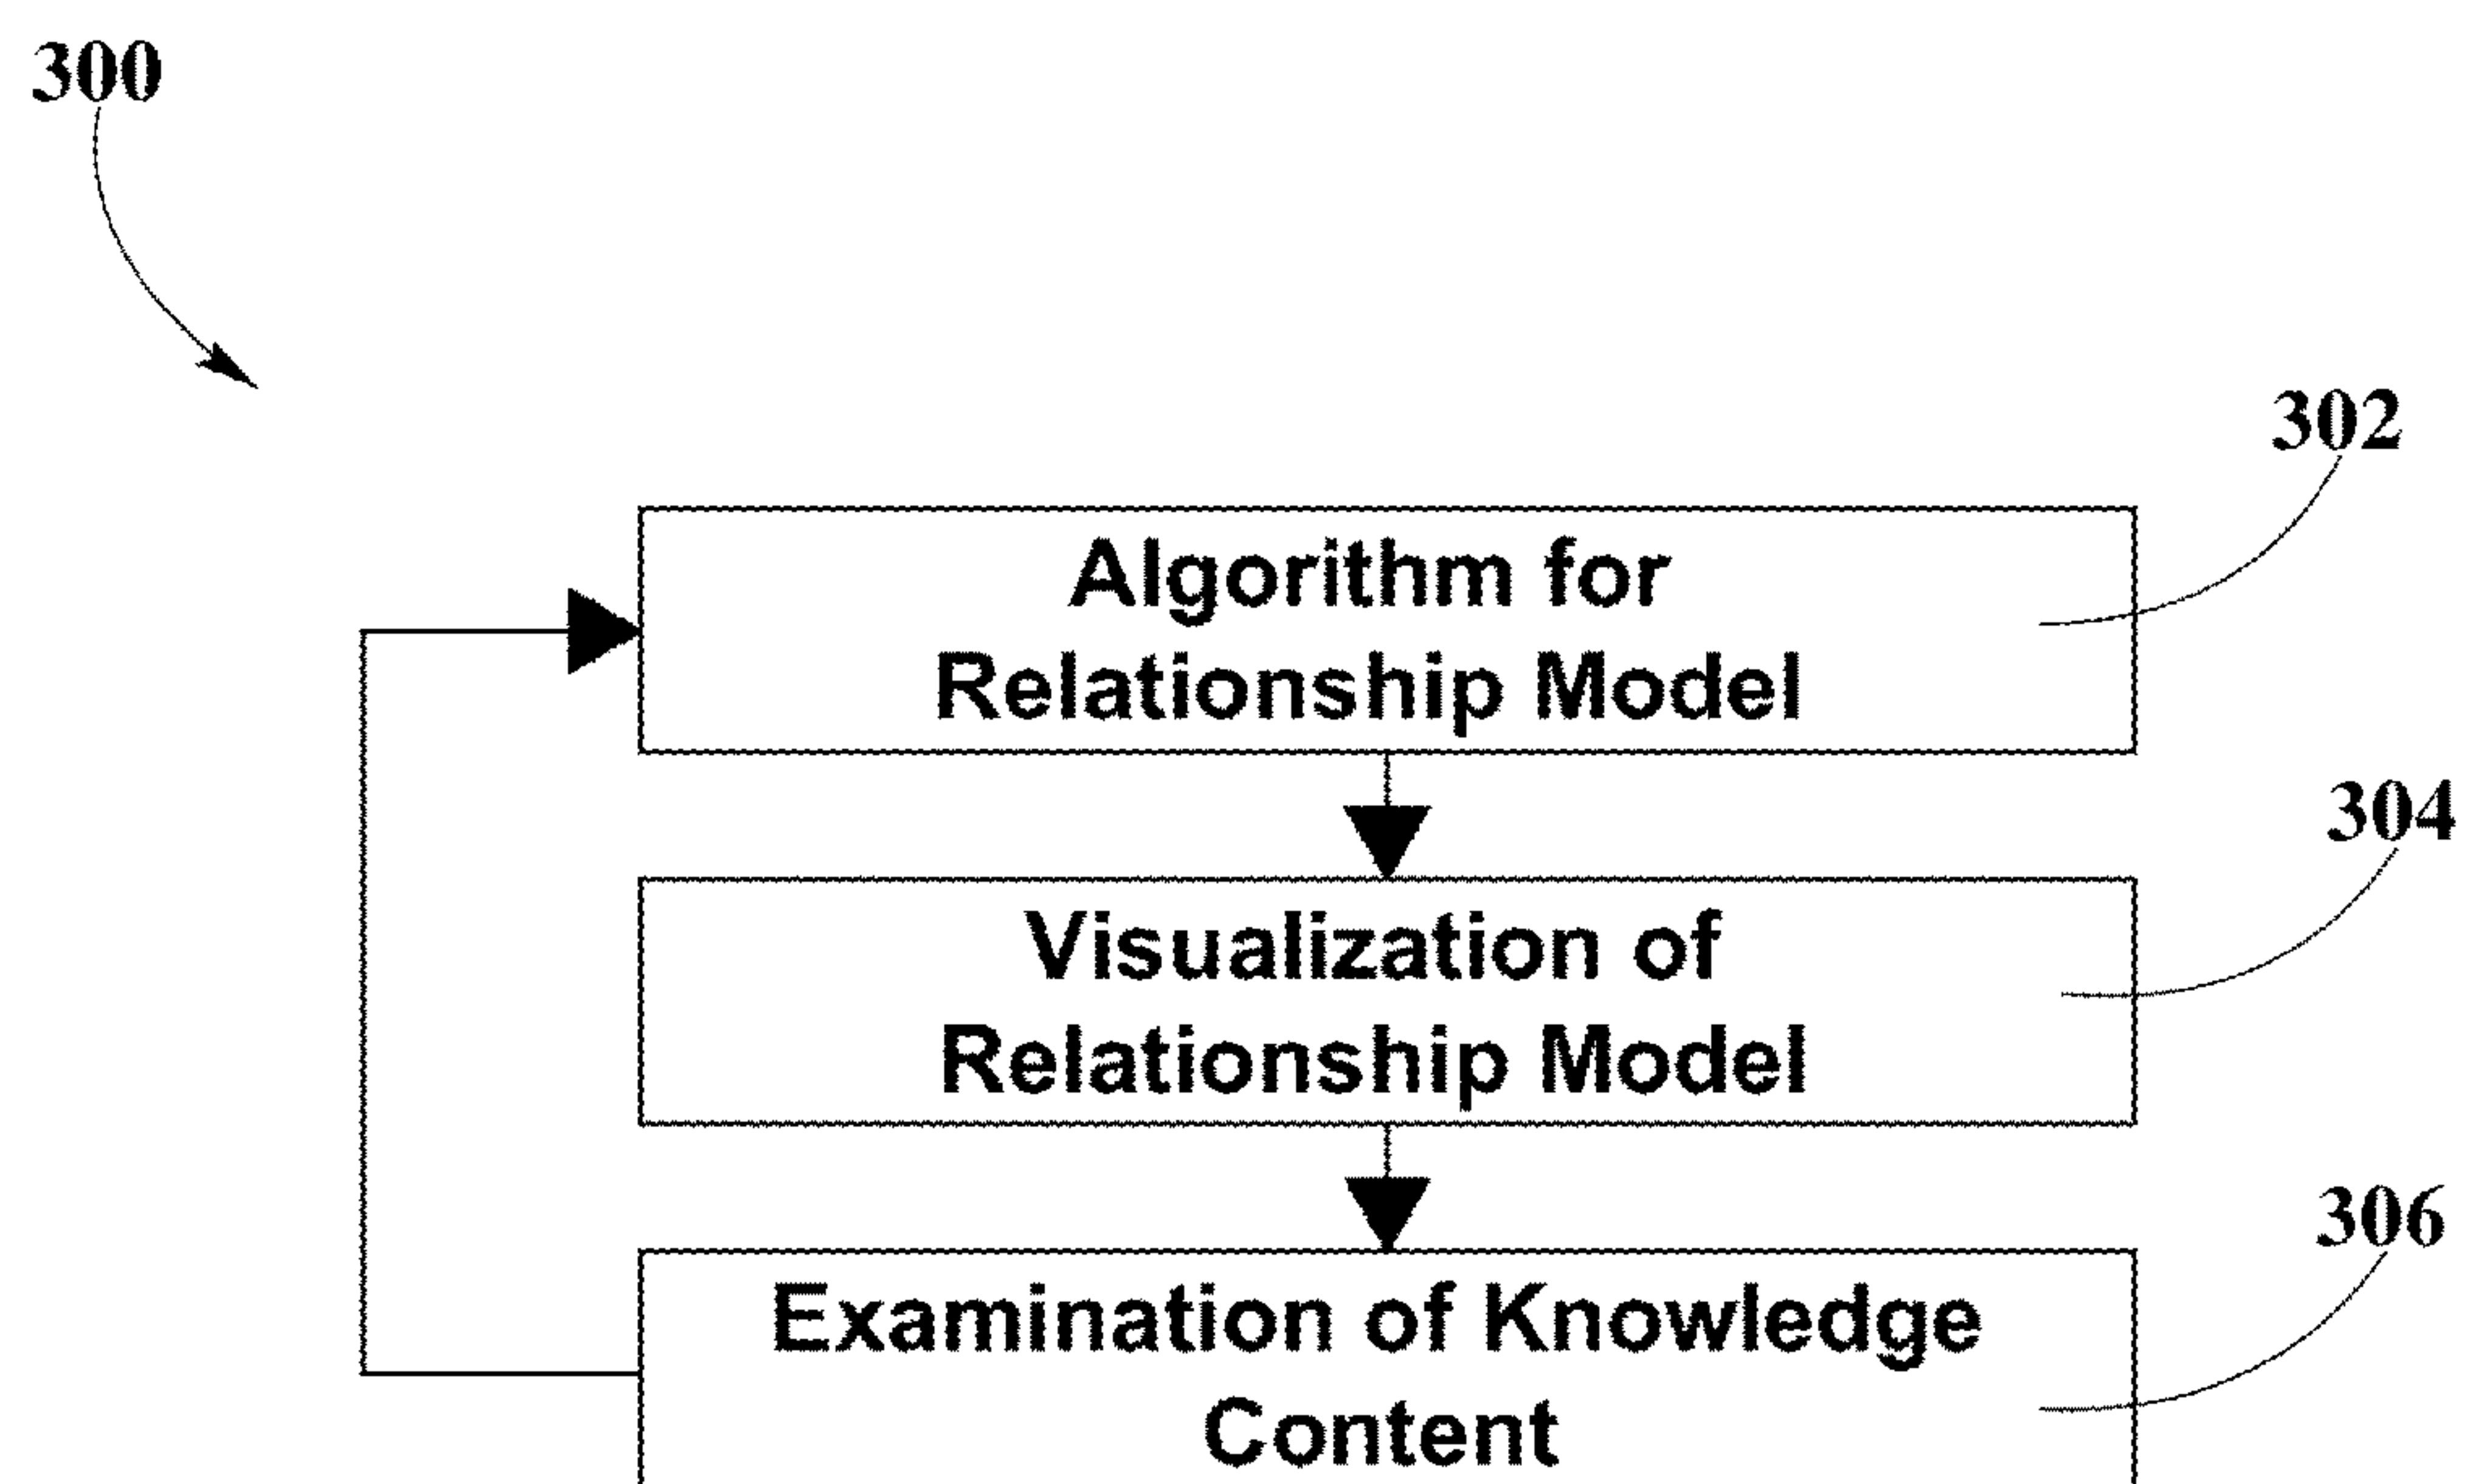 300
302
Algorithm for
Relationship Model
304
Visualization of
Relationship Model
306
Examination of Knowledge
Content